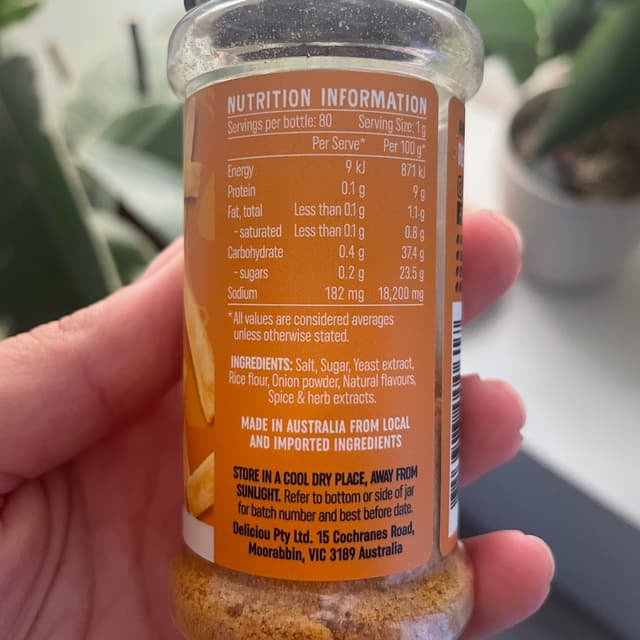 NUTRITION INFORMATION
Servings per bottle: 80 Serving Size: 1g
Per Serve* Per 100g*
Energy 9 kJ 871 kJ
Protein 0.1 g 9 g
Fat, total Less than 0.1 g 1.1 g
- saturated Less than 0.1 g 0.8 g
Carbohydrate 0.4 g 37.4 g
- sugars 0.2 g 23.5 g
Sodium 182 mg 18,200 mg
*All values are considered averages
unless otherwise stated.
INGREDIENTS: Salt, Sugar, Yeast extract,
Rice flour, Onion powder, Natural flavours,
Spice & herb extracts.
MADE IN AUSTRALIA FROM LOCAL
AND IMPORTED INGREDIENTS
STORE IN A COOL DRY PLACE, AWAY FROM
SUNLIGHT. Refer to bottom or side of jar
for batch number and best before date.
Deliciou Pty Ltd. 15 Cochranes Road,
Moorabbin, VIC 3189 Australia